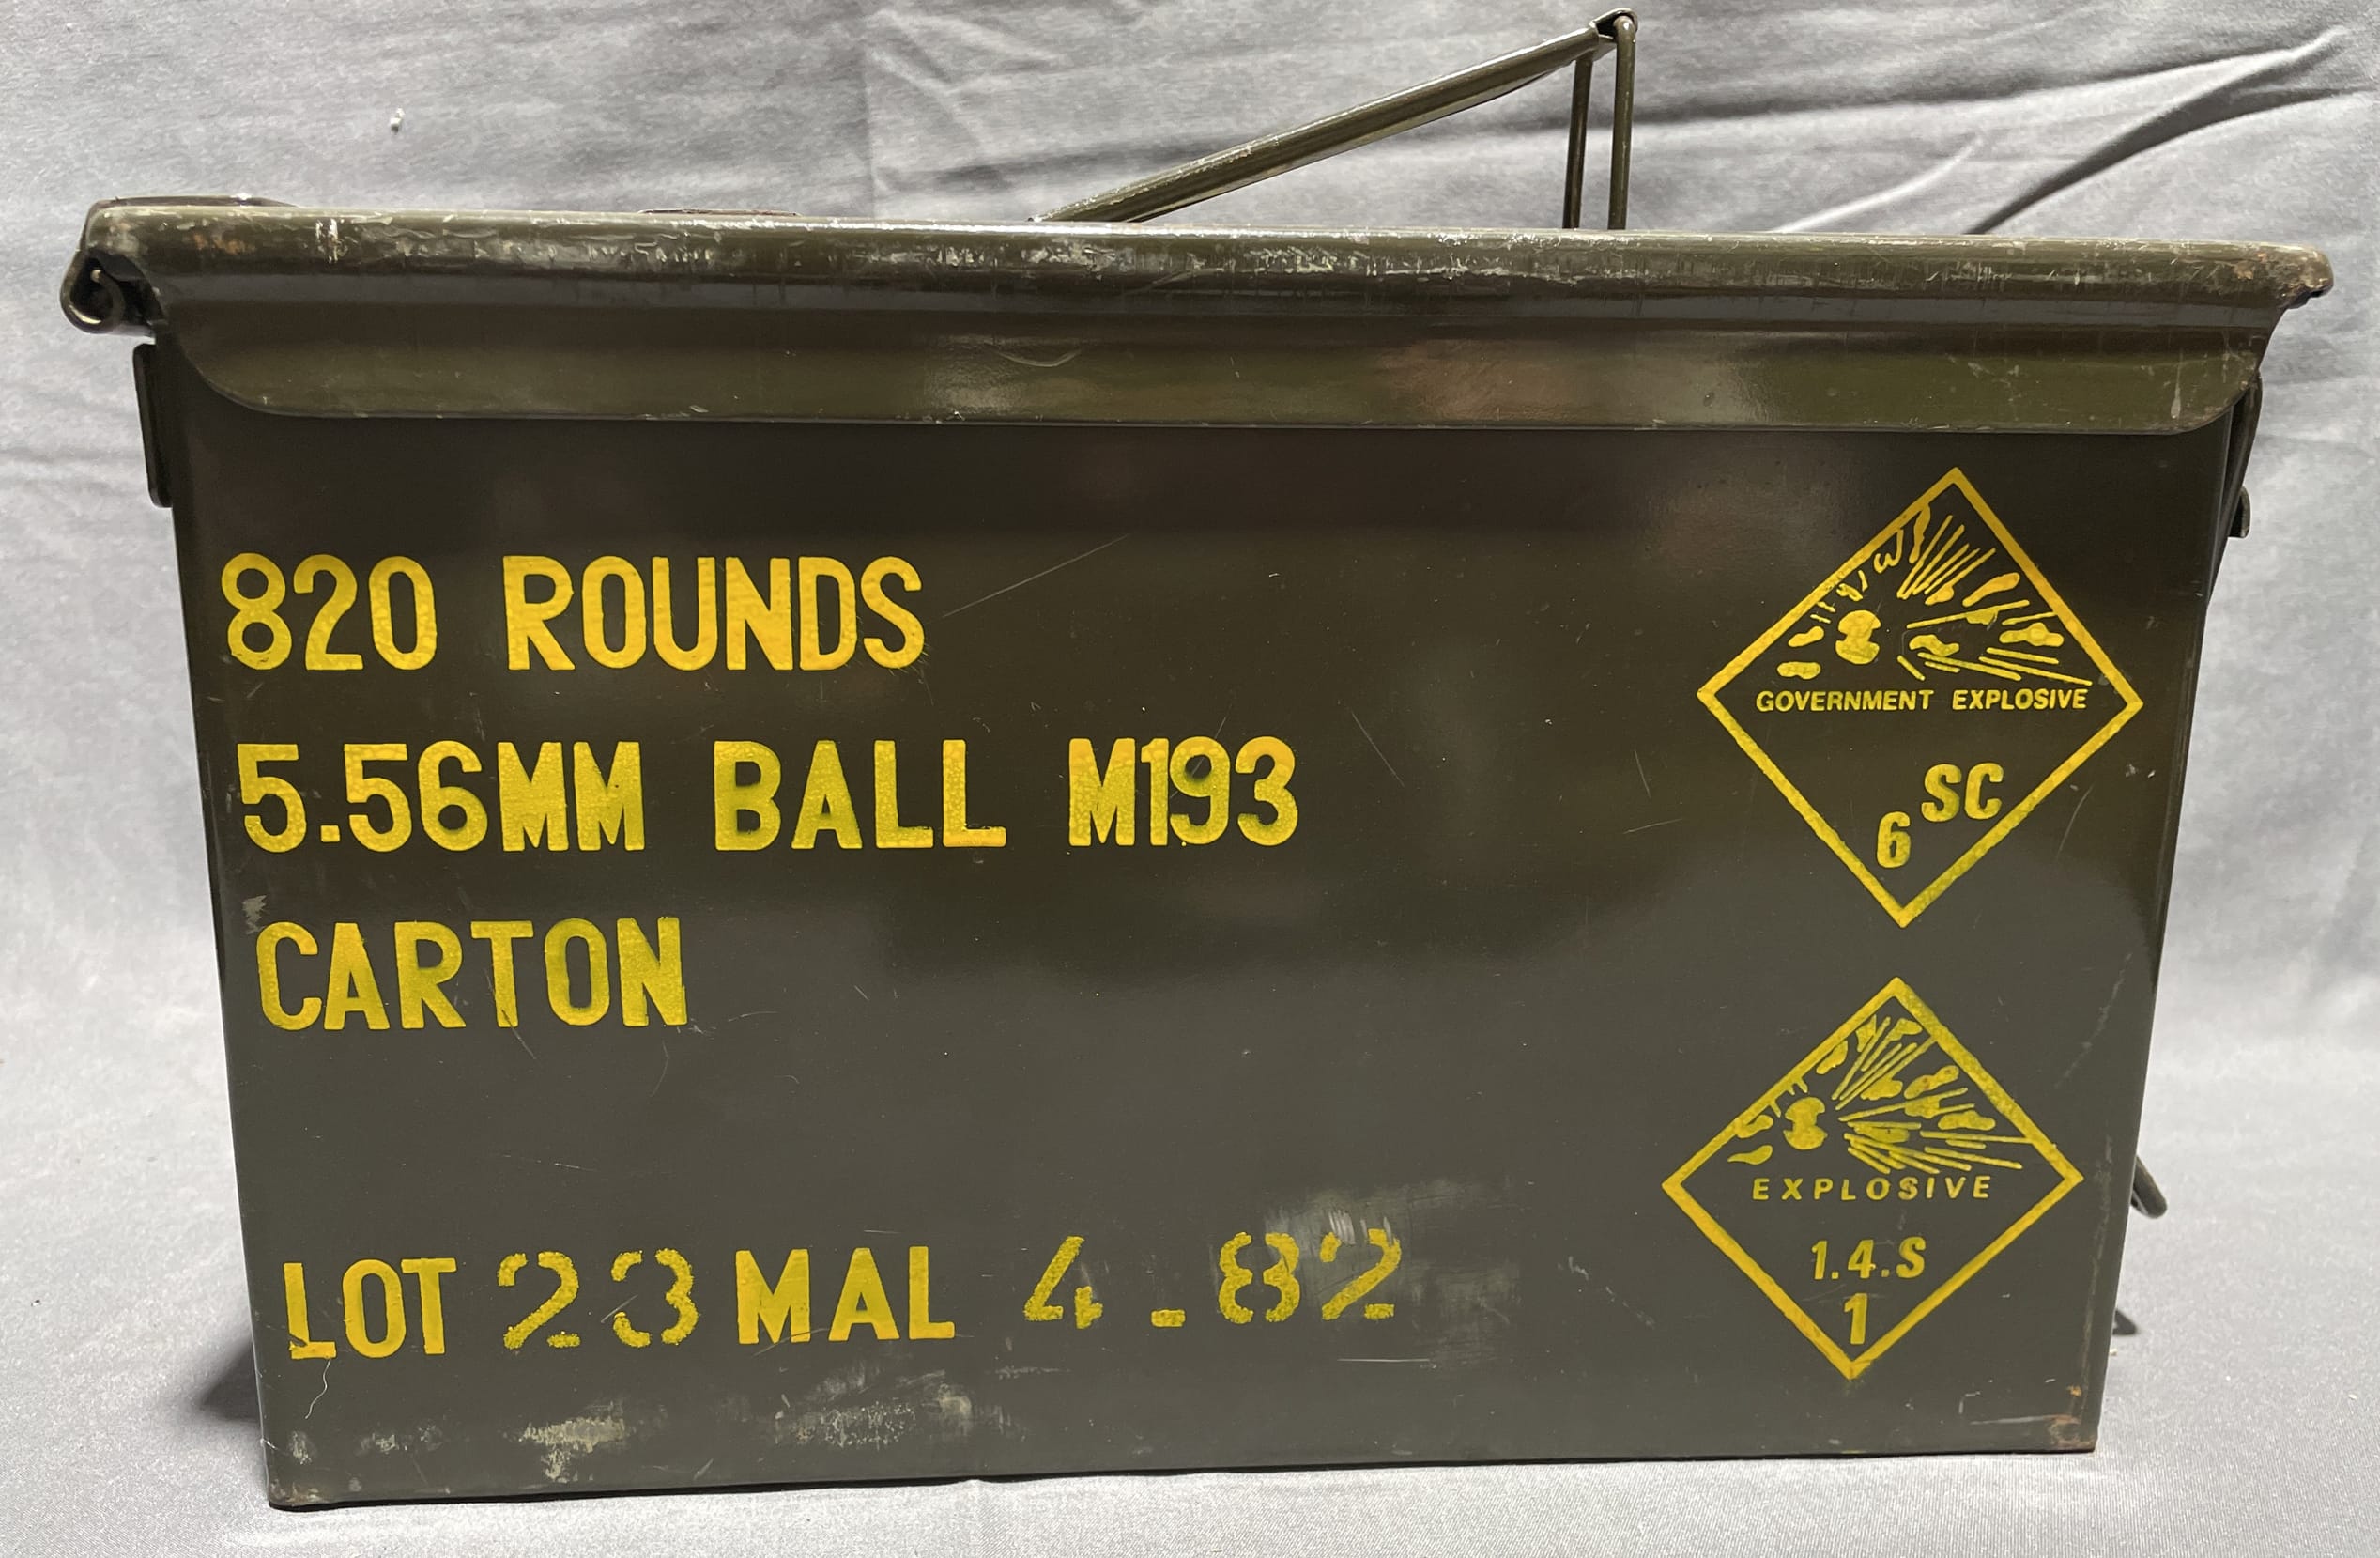 820 ROUNDS
5.56MM BALL M193
CARTON
LOT 23 MAL 4-82
GOVERNMENT EXPLOSIVE
SC
6
EXPLOSIVE
1.4.S
1